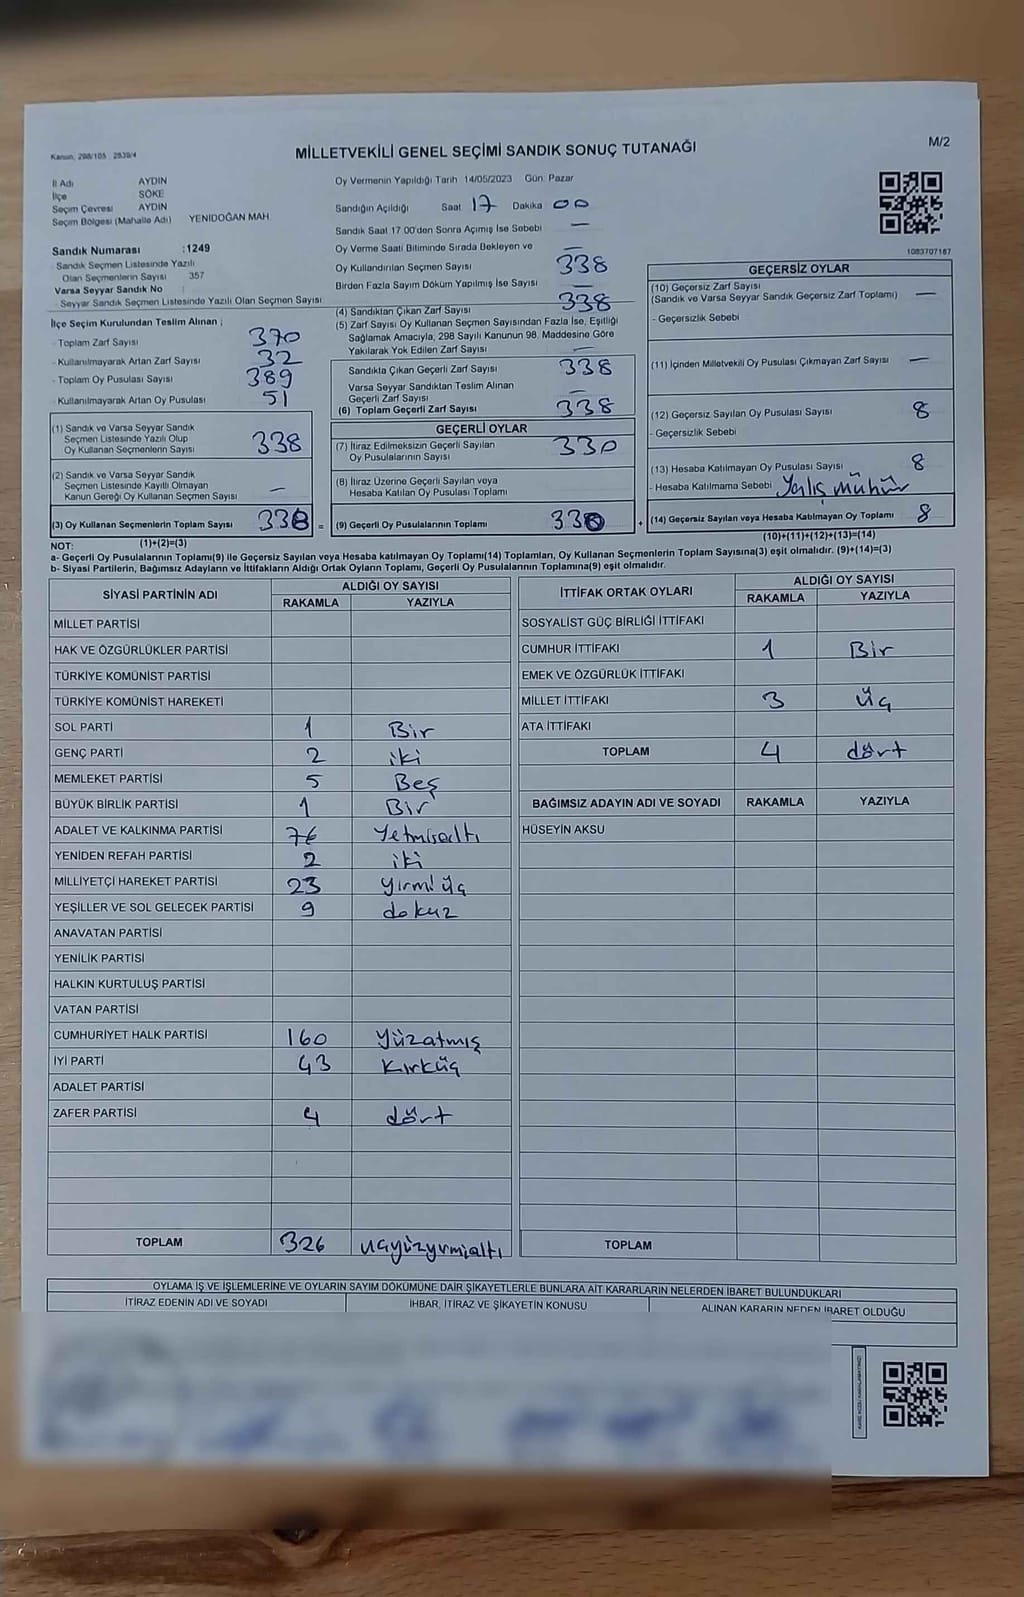 Kanun, 298/105 : 2839/4
MİLLETVEKİLİ GENEL SEÇİMİ SANDIK SONUÇ TUTANAĞI
M/2
İl Adı AYDIN
İlçe SÖKE
Seçim Çevresi AYDIN
Seçim Bölgesi (Mahalle Adı) YENİDOĞAN MAH.
Sandık Numarası :1249
- Sandık Seçmen Listesinde Yazılı
Olan Seçmenlerin Sayısı 357
Varsa Seyyar Sandık No :
- Seyyar Sandık Seçmen Listesinde Yazılı Olan Seçmen Sayısı
İlçe Seçim Kurulundan Teslim Alınan ;
- Toplam Zarf Sayısı 370
- Kullanılmayarak Artan Zarf Sayısı 32
- Toplam Oy Pusulası Sayısı 389
- Kullanılmayarak Artan Oy Pusulası 51
(1) Sandık ve Varsa Seyyar Sandık
Seçmen Listesinde Yazılı Olup
Oy Kullanan Seçmenlerin Sayısı 338
(2) Sandık ve Varsa Seyyar Sandık
Seçmen Listesinde Kayıtlı Olmayan
Kanun Gereği Oy Kullanan Seçmen Sayısı —
(3) Oy Kullanan Seçmenlerin Toplam Sayısı 338 =
Oy Vermenin Yapıldığı Tarih 14/05/2023 Gün: Pazar
Sandığın Açıldığı Saat 17 Dakika 00
Sandık Saat 17.00'den Sonra Açılmış İse Sebebi —
Oy Verme Saati Bitiminde Sırada Bekleyen ve —
Oy Kullandırılan Seçmen Sayısı 338
Birden Fazla Sayım Döküm Yapılmış İse Sayısı —
(4) Sandıktan Çıkan Zarf Sayısı 338
(5) Zarf Sayısı Oy Kullanan Seçmen Sayısından Fazla İse, Eşitliği
Sağlamak Amacıyla, 298 Sayılı Kanunun 98. Maddesine Göre
Yakılarak Yok Edilen Zarf Sayısı —
Sandıkta Çıkan Geçerli Zarf Sayısı 338
Varsa Seyyar Sandıktan Teslim Alınan
Geçerli Zarf Sayısı —
(6) Toplam Geçerli Zarf Sayısı 338
GEÇERLİ OYLAR
(7) İtiraz Edilmeksizin Geçerli Sayılan
Oy Pusulalarının Sayısı 330
(8) İtiraz Üzerine Geçerli Sayılan veya
Hesaba Katılan Oy Pusulası Toplamı
(9) Geçerli Oy Pusulalarının Toplamı 330 +
1083707167
GEÇERSİZ OYLAR
(10) Geçersiz Zarf Sayısı
(Sandık ve Varsa Seyyar Sandık Geçersiz Zarf Toplamı) —
- Geçersizlik Sebebi
(11) İçinden Milletvekili Oy Pusulası Çıkmayan Zarf Sayısı —
(12) Geçersiz Sayılan Oy Pusulası Sayısı 8
- Geçersizlik Sebebi
(13) Hesaba Katılmayan Oy Pusulası Sayısı 8
- Hesaba Katılmama Sebebi Yalış mühür
(14) Geçersiz Sayılan veya Hesaba Katılmayan Oy Toplamı 8
(10)+(11)+(12)+(13)=(14)
NOT: (1)+(2)=(3)
a- Geçerli Oy Pusulalarının Toplamı(9) ile Geçersiz Sayılan veya Hesaba katılmayan Oy Toplamı(14) Toplamları, Oy Kullanan Seçmenlerin Toplam Sayısına(3) eşit olmalıdır. (9)+(14)=(3)
b- Siyasi Partilerin, Bağımsız Adayların ve İttifakların Aldığı Ortak Oyların Toplamı, Geçerli Oy Pusulalarının Toplamına(9) eşit olmalıdır.
SİYASİ PARTİNİN ADI ALDIĞI OY SAYISI
RAKAMLA YAZIYLA
MİLLET PARTİSİ
HAK VE ÖZGÜRLÜKLER PARTİSİ
TÜRKİYE KOMÜNİST PARTİSİ
TÜRKİYE KOMÜNİST HAREKETİ
SOL PARTİ 1 Bir
GENÇ PARTİ 2 iki
MEMLEKET PARTİSİ 5 Beş
BÜYÜK BİRLİK PARTİSİ 1 Bir
ADALET VE KALKINMA PARTİSİ 76 Yetmişaltı
YENİDEN REFAH PARTİSİ 2 iki
MİLLİYETÇİ HAREKET PARTİSİ 23 Yirmi üç
YEŞİLLER VE SOL GELECEK PARTİSİ 9 dokuz
ANAVATAN PARTİSİ
YENİLİK PARTİSİ
HALKIN KURTULUŞ PARTİSİ
VATAN PARTİSİ
CUMHURİYET HALK PARTİSİ 160 Yüzatmış
İYİ PARTİ 43 Kırküç
ADALET PARTİSİ
ZAFER PARTİSİ 4 dört
TOPLAM 326 üçyüzyirmialtı
İTTİFAK ORTAK OYLARI ALDIĞI OY SAYISI
RAKAMLA YAZIYLA
SOSYALİST GÜÇ BİRLİĞİ İTTİFAKI
CUMHUR İTTİFAKI 1 Bir
EMEK VE ÖZGÜRLÜK İTTİFAKI
MİLLET İTTİFAKI 3 üç
ATA İTTİFAKI
TOPLAM 4 dört
BAĞIMSIZ ADAYIN ADI VE SOYADI RAKAMLA YAZIYLA
HÜSEYİN AKSU
TOPLAM
OYLAMA İŞ VE İŞLEMLERİNE VE OYLARIN SAYIM DÖKÜMÜNE DAİR ŞİKAYETLERLE BUNLARA AİT KARARLARIN NELERDEN İBARET BULUNDUKLARI
İTİRAZ EDENİN ADI VE SOYADI İHBAR, İTİRAZ VE ŞİKAYETİN KONUSU ALINAN KARARIN NEDEN İBARET OLDUĞU